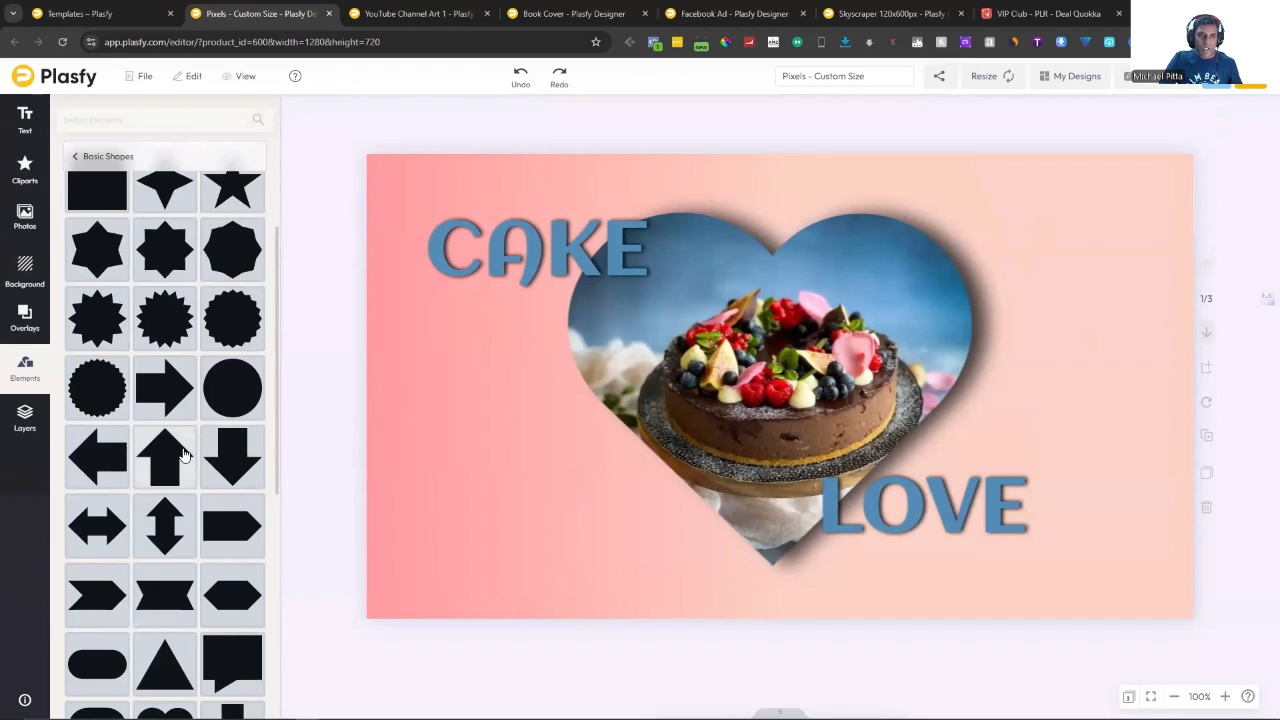 Templates –
Pixels - Plasfy De
YouTube Channel Art 1 - Plasfy
Book Cover - Plasfy Designer
Facebook Ad - Plasfy Designer
Skyscraper 120x600px - Plasfy
VIP Club - PLR - Deal Quokka
app.plasfy.com/editor/?product_id=600&width=1280&height=720
Michael Pitta
Plasfy
File
Edit
View
Undo
Redo
Pixels - Custom Size
Resize
My Designs
Text
Cliparts
Photos
Background
Overlays
Elements
Layers
Search Elements...
Basic Shapes
CAKE
LOVE
1/3
100%